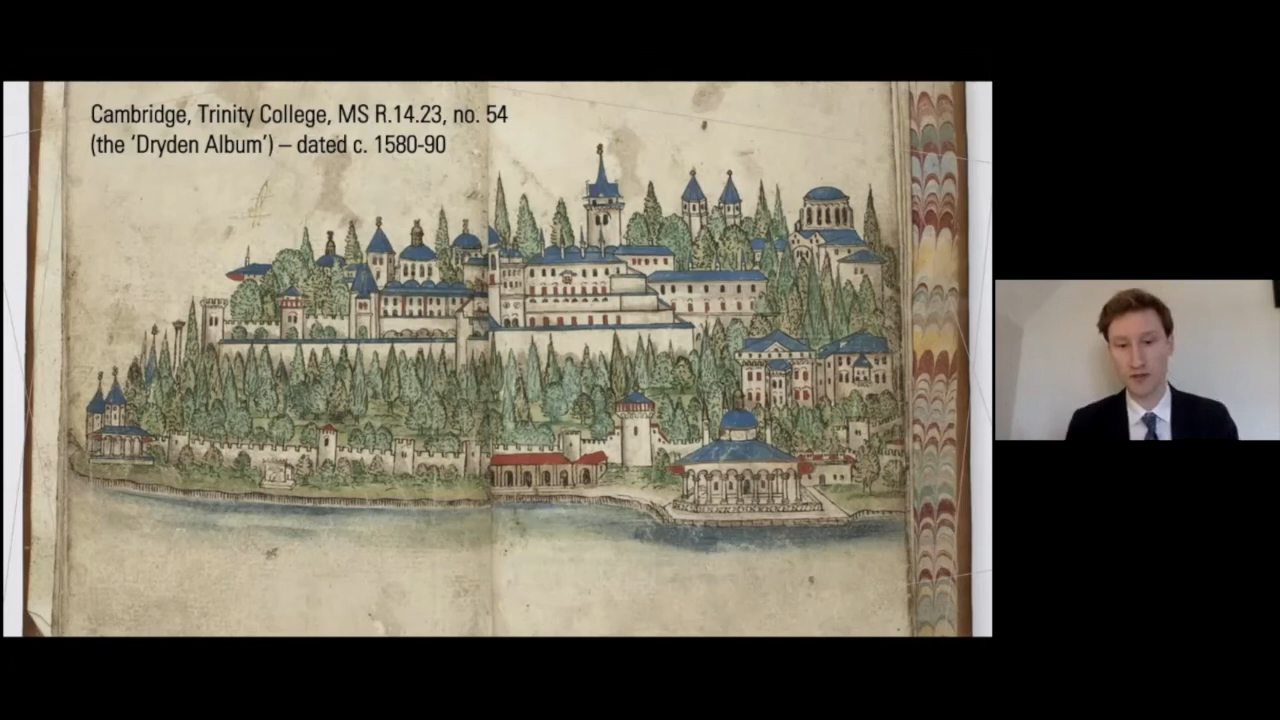 Cambridge, Trinity College, MS R.14.23, no. 54
(the ‘Dryden Album’) – dated c. 1580-90